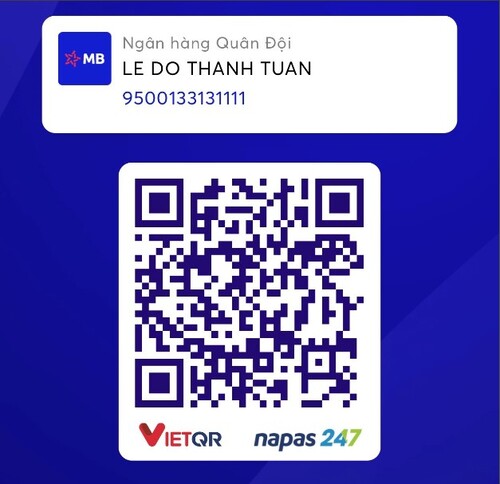 Ngân hàng Quân Đội
MB
LE DO THANH TUAN
9500133131111
VIETQR
napas 247